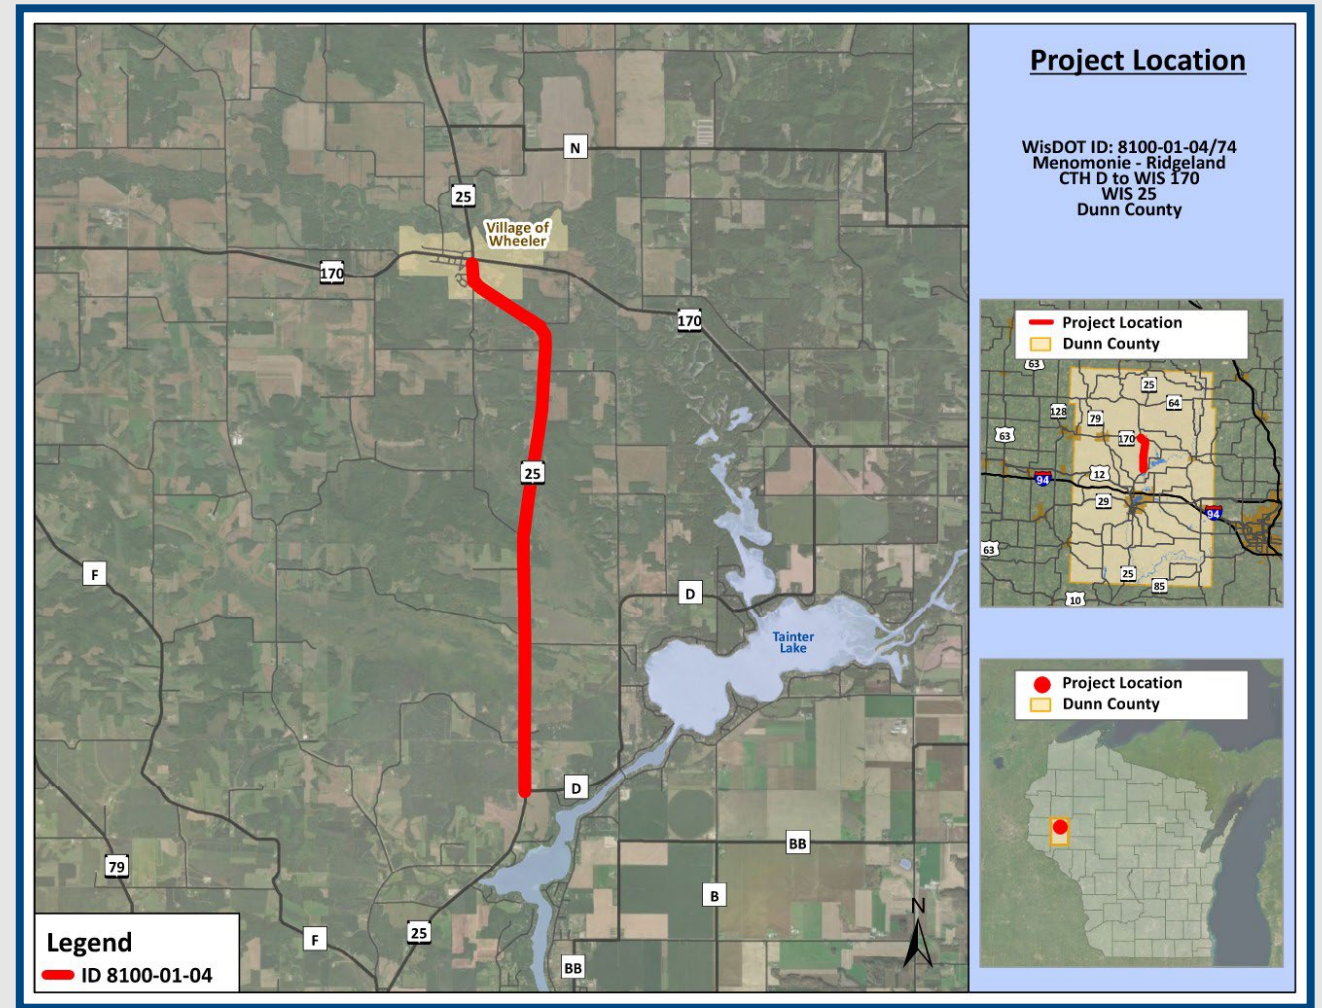 Project Location
WisDOT ID: 8100-01-04/74
Menomonie - Ridgeland
CTH D to WIS 170
WIS 25
Dunn County
N
25
Village of
Wheeler
170
170
25
F
D
Tainter
Lake
D
BB
79
B
25
F
BB
N
Legend
ID 8100-01-04
Project Location
Dunn County
63
25
64
128
79
63
170
12
94
29
94
63
25
85
10
Project Location
Dunn County